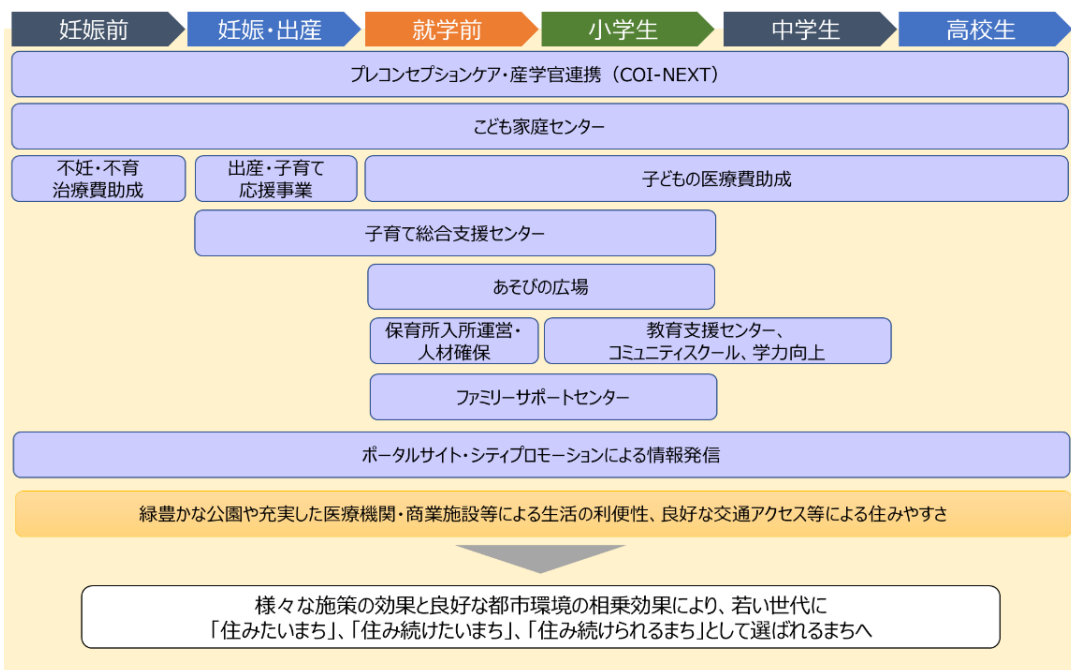 妊娠前
妊娠・出産
就学前
小学生
中学生
高校生
プレコンセプションケア・産学官連携（COI-NEXT）
こども家庭センター
不妊・不育
治療費助成
出産・子育て
応援事業
子どもの医療費助成
子育て総合支援センター
あそびの広場
保育所入所運営・
人材確保
教育支援センター、
コミュニティスクール、学力向上
ファミリーサポートセンター
ポータルサイト・シティプロモーションによる情報発信
緑豊かな公園や充実した医療機関・商業施設等による生活の利便性、良好な交通アクセス等による住みやすさ
様々な施策の効果と良好な都市環境の相乗効果により、若い世代に
「住みたいまち」、「住み続けたいまち」、「住み続けられるまち」として選ばれるまちへ